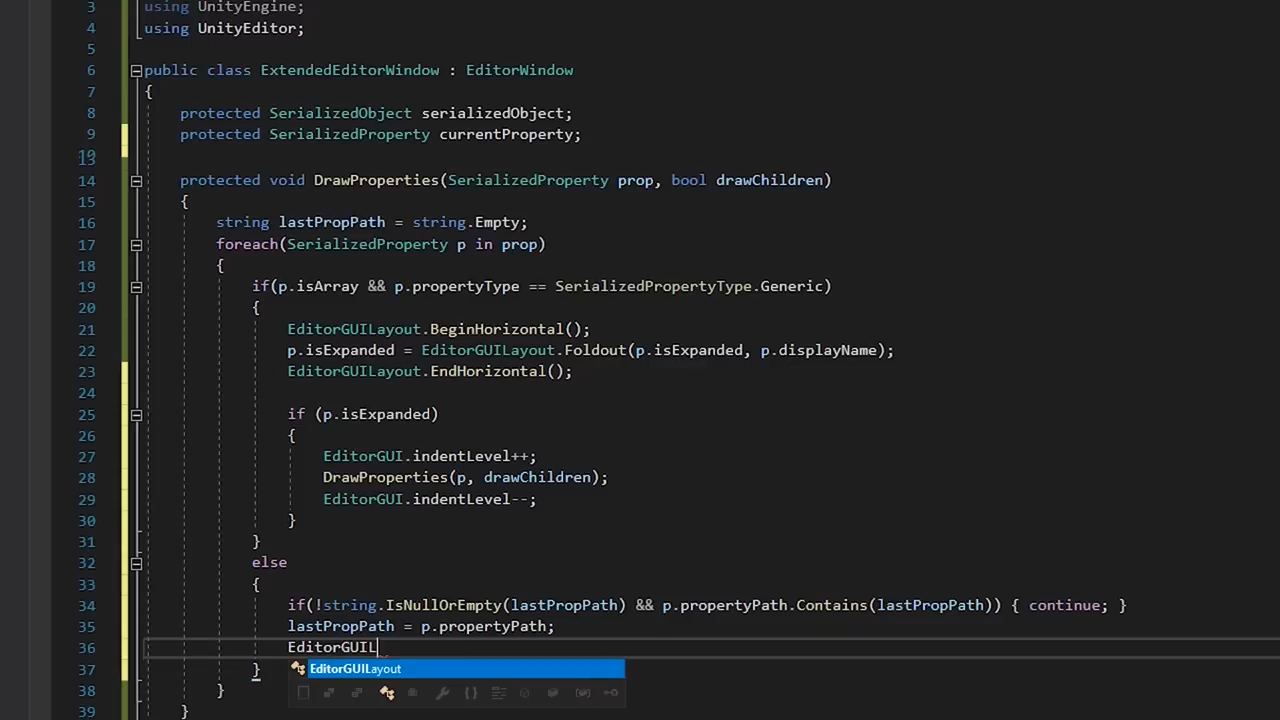 3 using UnityEngine;
4 using UnityEditor;
5
6 public class ExtendedEditorWindow : EditorWindow
7 {
8 protected SerializedObject serializedObject;
9 protected SerializedProperty currentProperty;
13
14 protected void DrawProperties(SerializedProperty prop, bool drawChildren)
15 {
16 string lastPropPath = string.Empty;
17 foreach(SerializedProperty p in prop)
18 {
19 if(p.isArray && p.propertyType == SerializedPropertyType.Generic)
20 {
21 EditorGUILayout.BeginHorizontal();
22 p.isExpanded = EditorGUILayout.Foldout(p.isExpanded, p.displayName);
23 EditorGUILayout.EndHorizontal();
24
25 if (p.isExpanded)
26 {
27 EditorGUI.indentLevel++;
28 DrawProperties(p, drawChildren);
29 EditorGUI.indentLevel--;
30 }
31 }
32 else
33 {
34 if(!string.IsNullOrEmpty(lastPropPath) && p.propertyPath.Contains(lastPropPath)) { continue; }
35 lastPropPath = p.propertyPath;
36 EditorGUIL
EditorGUILayout
37 }
38 }
39 }